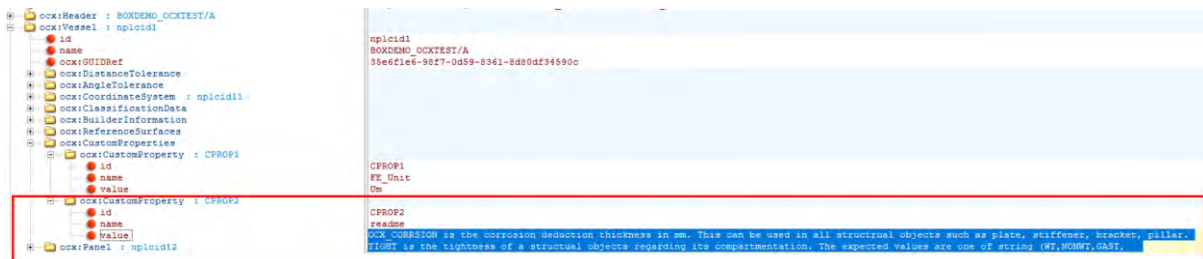 ocx:Header : BOXDEMO_OCXTEST/A
ocx:Vessel : nplcid1
id nplcid1
name BOXDEMO_OCXTEST/A
ocx:GUIDRef 35e6f1e6-98f7-0d59-8361-8d80df34590c
ocx:DistanceTolerance
ocx:AngleTolerance
ocx:CoordinateSystem : nplcid11
ocx:ClassificationData
ocx:BuilderInformation
ocx:ReferenceSurfaces
ocx:CustomProperties
ocx:CustomProperty : CPROP1
id CPROP1
name FE_Unit
value Um
ocx:CustomProperty : CPROP2
id CPROP2
name readme
value OCX_CORRSION is the corrosion deduction thickness in mm. This can be used in all structrual objects such as plate, stiffener, bracket, pillar.
ocx:Panel : nplcid12 TIGHT is the tightness of a structual objects regarding its compartmentation. The expected values are one of string (WT,NONWT,GAST,